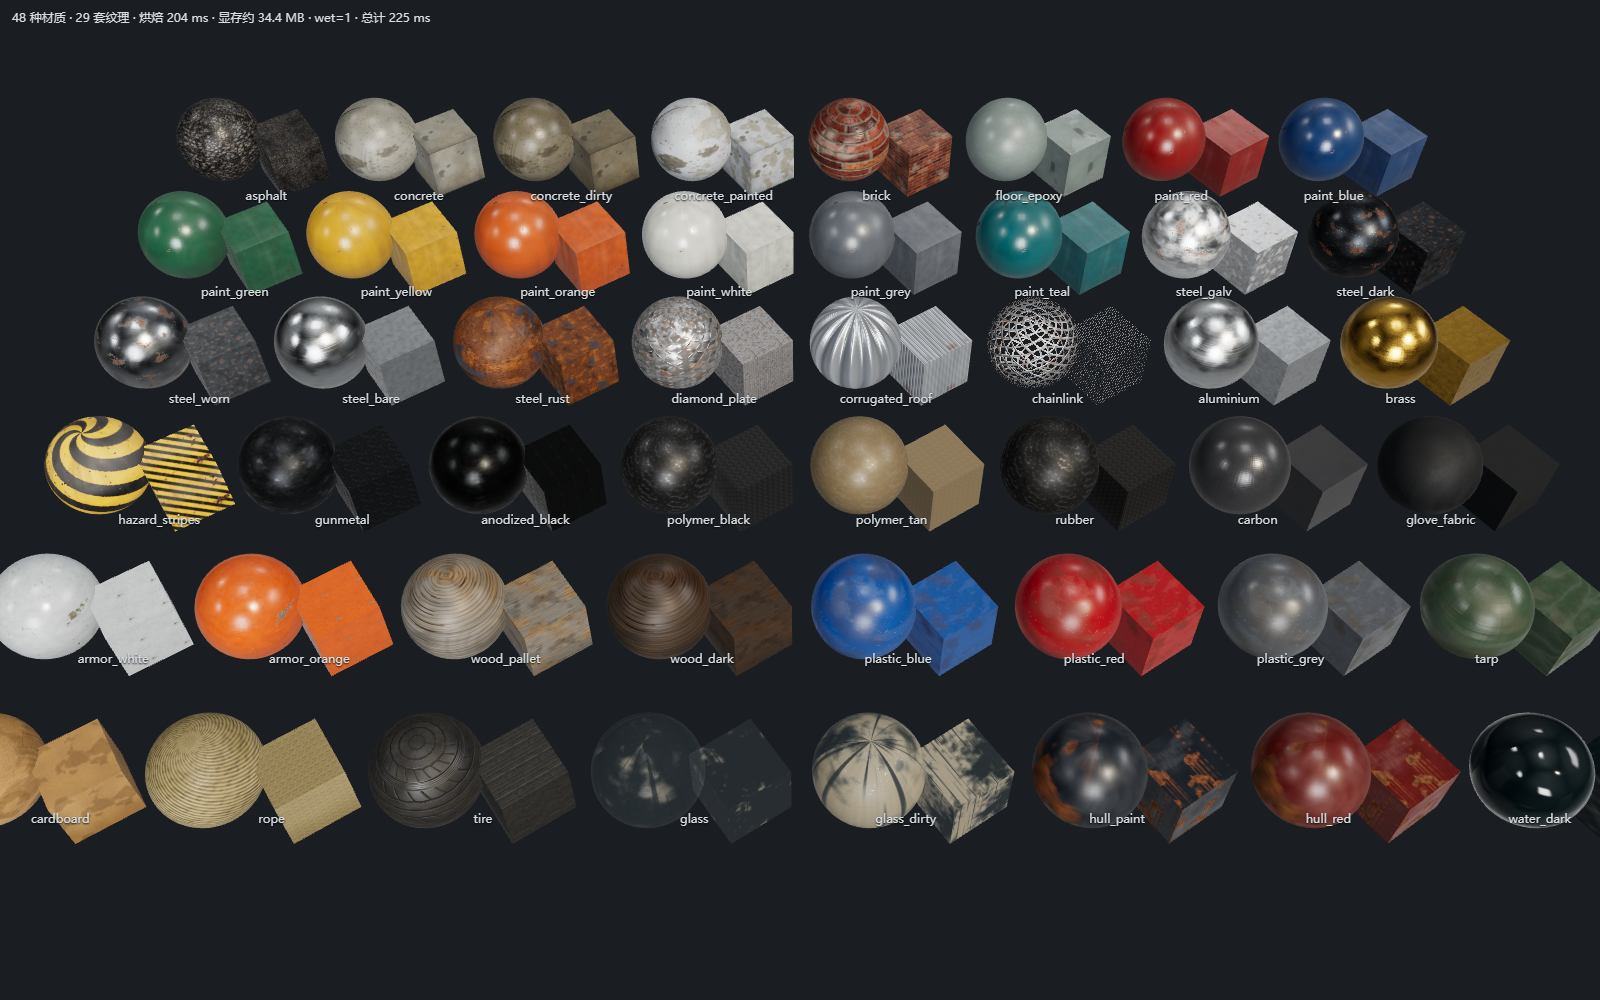 48 种材质 · 29 套纹理 · 烘焙 204 ms · 显存约 34.4 MB · wet=1 · 总计 225 ms
asphalt
concrete
concrete_dirty
concrete_painted
brick
floor_epoxy
paint_red
paint_blue
paint_green
paint_yellow
paint_orange
paint_white
paint_grey
paint_teal
steel_galv
steel_dark
steel_worn
steel_bare
steel_rust
diamond_plate
corrugated_roof
chainlink
aluminium
brass
hazard_stripes
gunmetal
anodized_black
polymer_black
polymer_tan
rubber
carbon
glove_fabric
armor_white
armor_orange
wood_pallet
wood_dark
plastic_blue
plastic_red
plastic_grey
tarp
cardboard
rope
tire
glass
glass_dirty
hull_paint
hull_red
water_dark